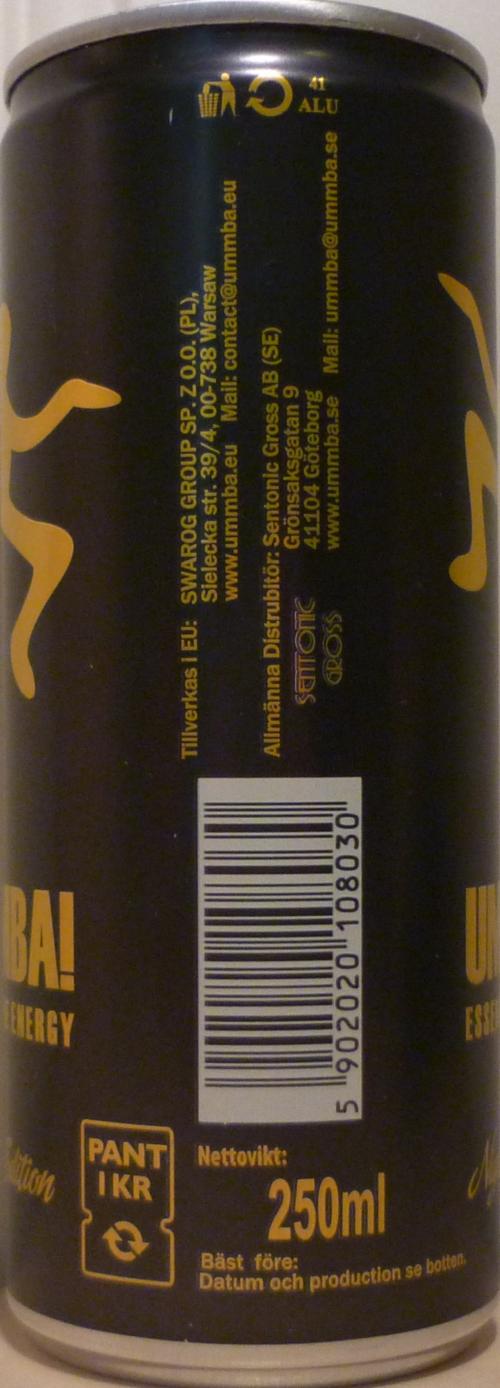 41
ALU
Tillverkas i EU: SWAROG GROUP SP. Z O.O. (PL),
Sielecka str. 39/4, 00-738 Warsaw
www.ummba.eu Mail: contact@ummba.eu
Allmänna Distrubitör: Sentonic Gross AB (SE)
Grönsaksgatan 9
41104 Göteborg
www.ummba.se Mail: ummba@ummba.se
SENTONIC
GROSS
5 902020 108030
BA!
ENERGY
UM
ESSE
PANT
1 KR
Nettovikt:
250ml
Bäst före:
Datum och production se botten.